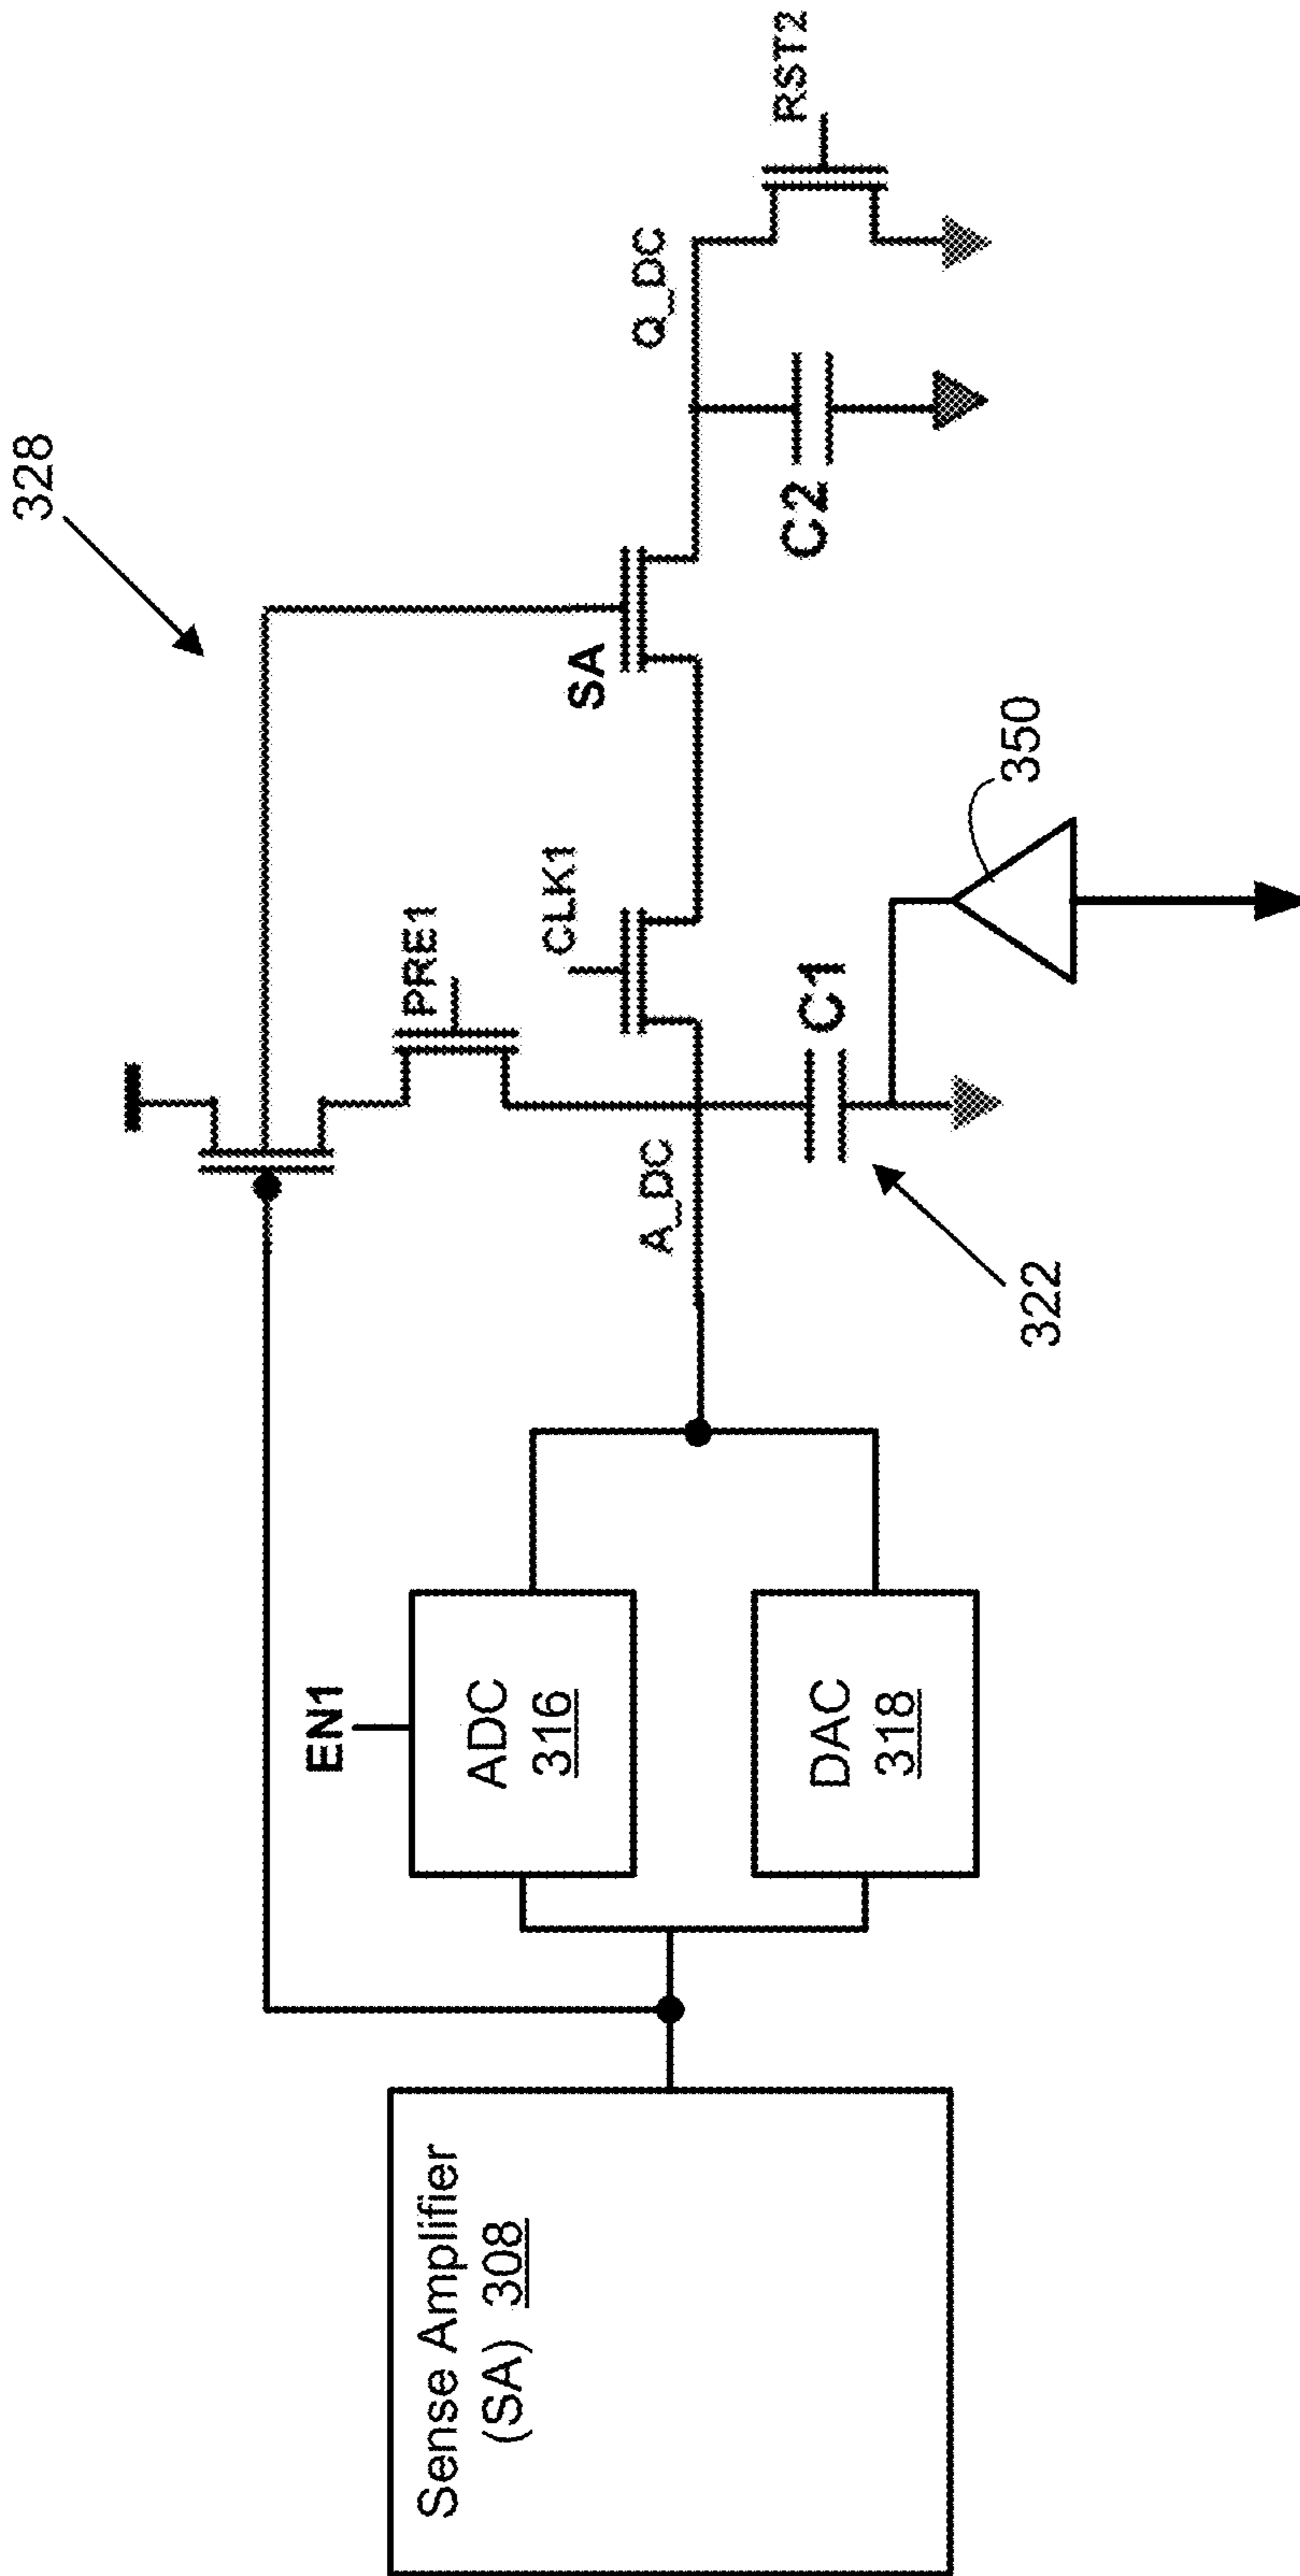 Sense Amplifier
(SA) 308
EN1
ADC
316
DAC
318
A_DC
322
PRE1
C1
CLK1
350
SA
328
C2
Q_DC
RST2